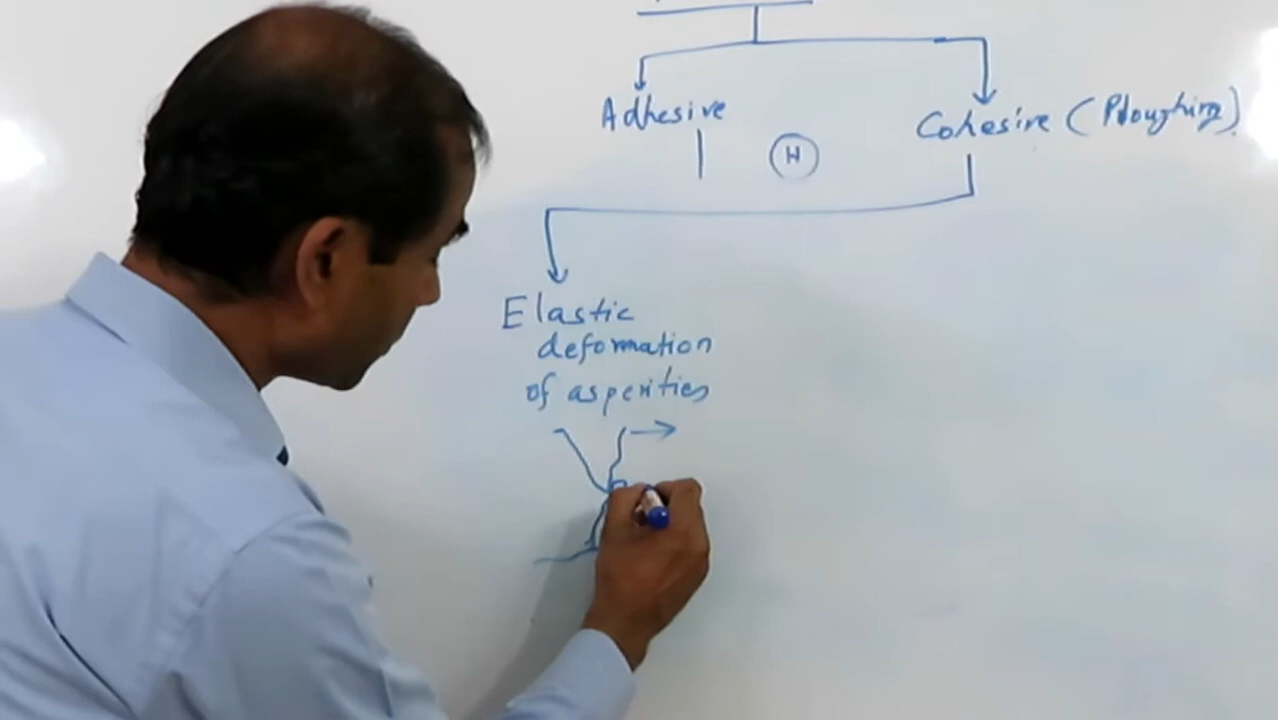 Adhesive
Cohesive (Ploughing)
H
Elastic
deformation
of asperities